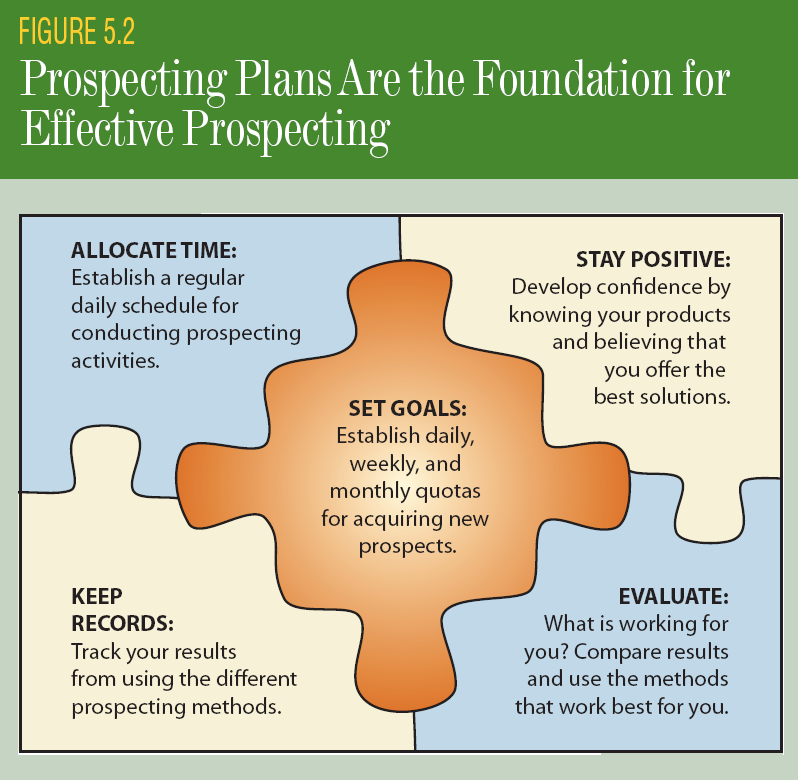 FIGURE 5.2
Prospecting Plans Are the Foundation for
Effective Prospecting
ALLOCATE TIME:
Establish a regular
daily schedule for
conducting prospecting
activities.
STAY POSITIVE:
Develop confidence by
knowing your products
and believing that
you offer the
best solutions.
SET GOALS:
Establish daily,
weekly, and
monthly quotas
for acquiring new
prospects.
KEEP
RECORDS:
Track your results
from using the different
prospecting methods.
EVALUATE:
What is working for
you? Compare results
and use the methods
that work best for you.